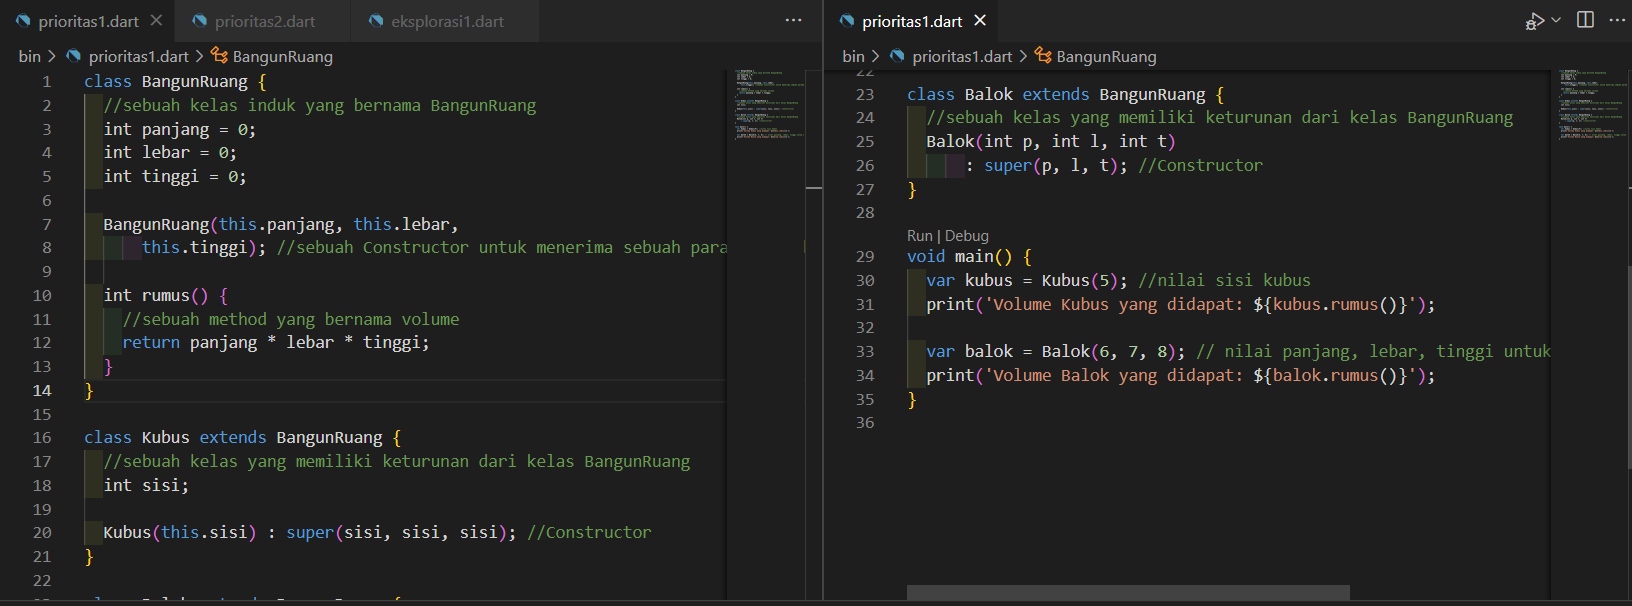 prioritas1.dart prioritas2.dart eksplorasi1.dart
bin > prioritas1.dart > BangunRuang
1 class BangunRuang {
2 //sebuah kelas induk yang bernama BangunRuang
3 int panjang = 0;
4 int lebar = 0;
5 int tinggi = 0;
6
7 BangunRuang(this.panjang, this.lebar,
8 this.tinggi); //sebuah Constructor untuk menerima sebuah para
9
10 int rumus() {
11 //sebuah method yang bernama volume
12 return panjang * lebar * tinggi;
13 }
14 }
15
16 class Kubus extends BangunRuang {
17 //sebuah kelas yang memiliki keturunan dari kelas BangunRuang
18 int sisi;
19
20 Kubus(this.sisi) : super(sisi, sisi, sisi); //Constructor
21 }
22
prioritas1.dart
bin > prioritas1.dart > BangunRuang
22
23 class Balok extends BangunRuang {
24 //sebuah kelas yang memiliki keturunan dari kelas BangunRuang
25 Balok(int p, int l, int t)
26 : super(p, l, t); //Constructor
27 }
28
Run | Debug
29 void main() {
30 var kubus = Kubus(5); //nilai sisi kubus
31 print('Volume Kubus yang didapat: ${kubus.rumus()}');
32
33 var balok = Balok(6, 7, 8); // nilai panjang, lebar, tinggi untuk
34 print('Volume Balok yang didapat: ${balok.rumus()}');
35 }
36